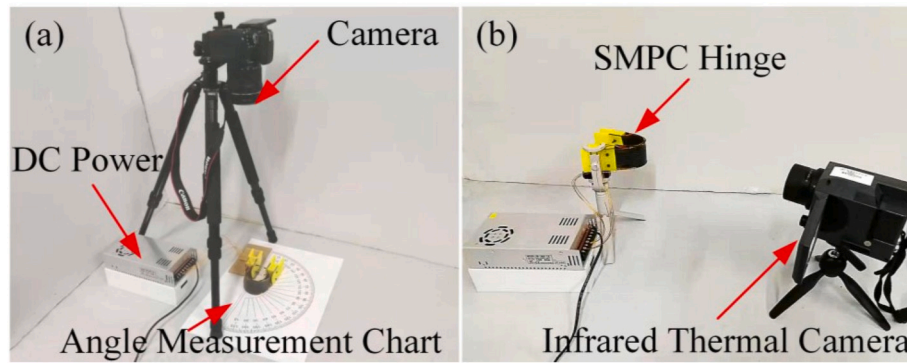 (a)
Camera
DC Power
Angle Measurement Chart
(b)
SMPC Hinge
Infrared Thermal Camera